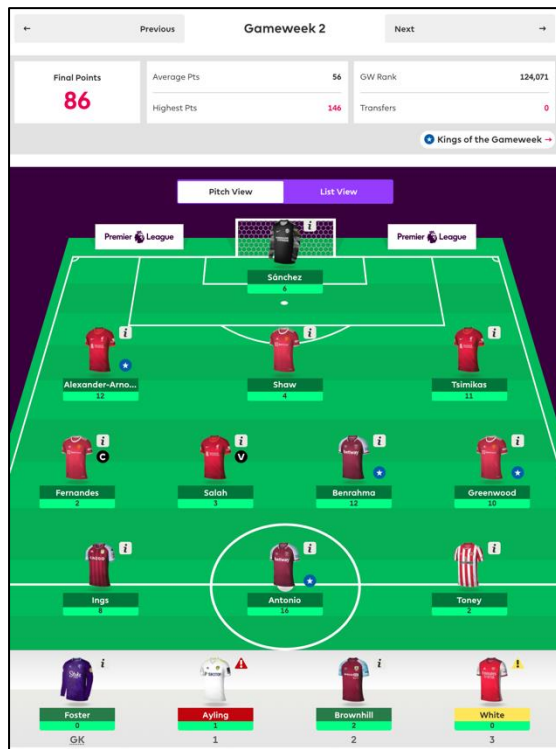 ← Previous Gameweek 2 Next →
Final Points
86
Average Pts 56
Highest Pts 146
GW Rank 124,071
Transfers 0
Kings of the Gameweek →
Pitch View List View
Premier League Premier League
Sánchez
6
Alexander-Arno... Shaw Tsimikas
12 4 11
C V
Fernandes Salah Benrahma Greenwood
2 3 12 10
Ings Antonio Toney
8 16 2
Foster Ayling Brownhill White
0 1 2 0
GK 1 2 3